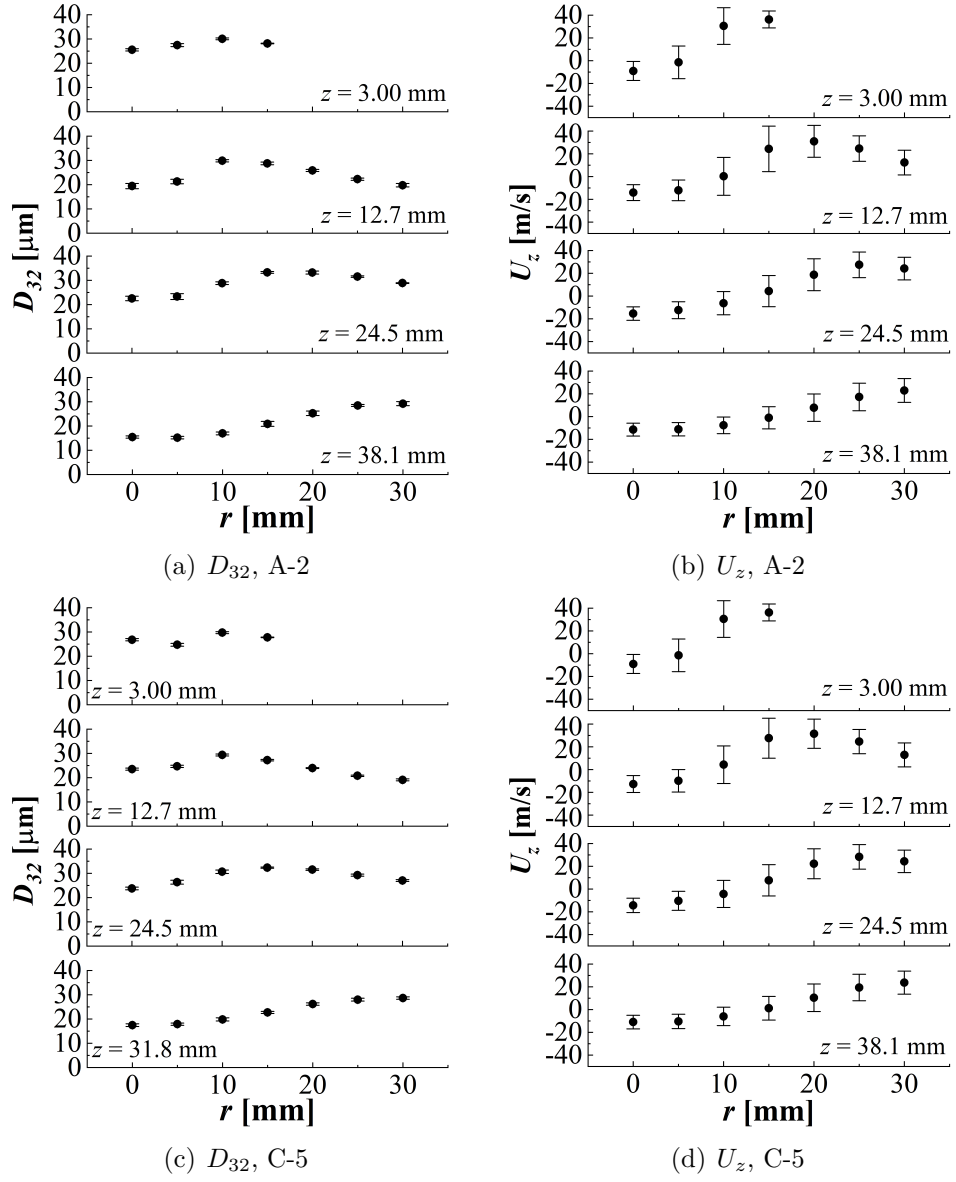 40
30
20
10
0
z = 3.00 mm
40
30
20
10
0
z = 12.7 mm
40
30
20
10
0
z = 24.5 mm
40
30
20
10
0
z = 38.1 mm
D32 [μm]
0 10 20 30
r [mm]
(a) D32, A-2
40
20
0
-20
-40
z = 3.00 mm
40
20
0
-20
-40
z = 12.7 mm
40
20
0
-20
-40
z = 24.5 mm
40
20
0
-20
-40
z = 38.1 mm
Uz [m/s]
0 10 20 30
r [mm]
(b) Uz, A-2
40
30
20
10
0
z = 3.00 mm
40
30
20
10
0
z = 12.7 mm
40
30
20
10
0
z = 24.5 mm
40
30
20
10
0
z = 31.8 mm
D32 [μm]
0 10 20 30
r [mm]
(c) D32, C-5
40
20
0
-20
-40
z = 3.00 mm
40
20
0
-20
-40
z = 12.7 mm
40
20
0
-20
-40
z = 24.5 mm
40
20
0
-20
-40
z = 38.1 mm
Uz [m/s]
0 10 20 30
r [mm]
(d) Uz, C-5